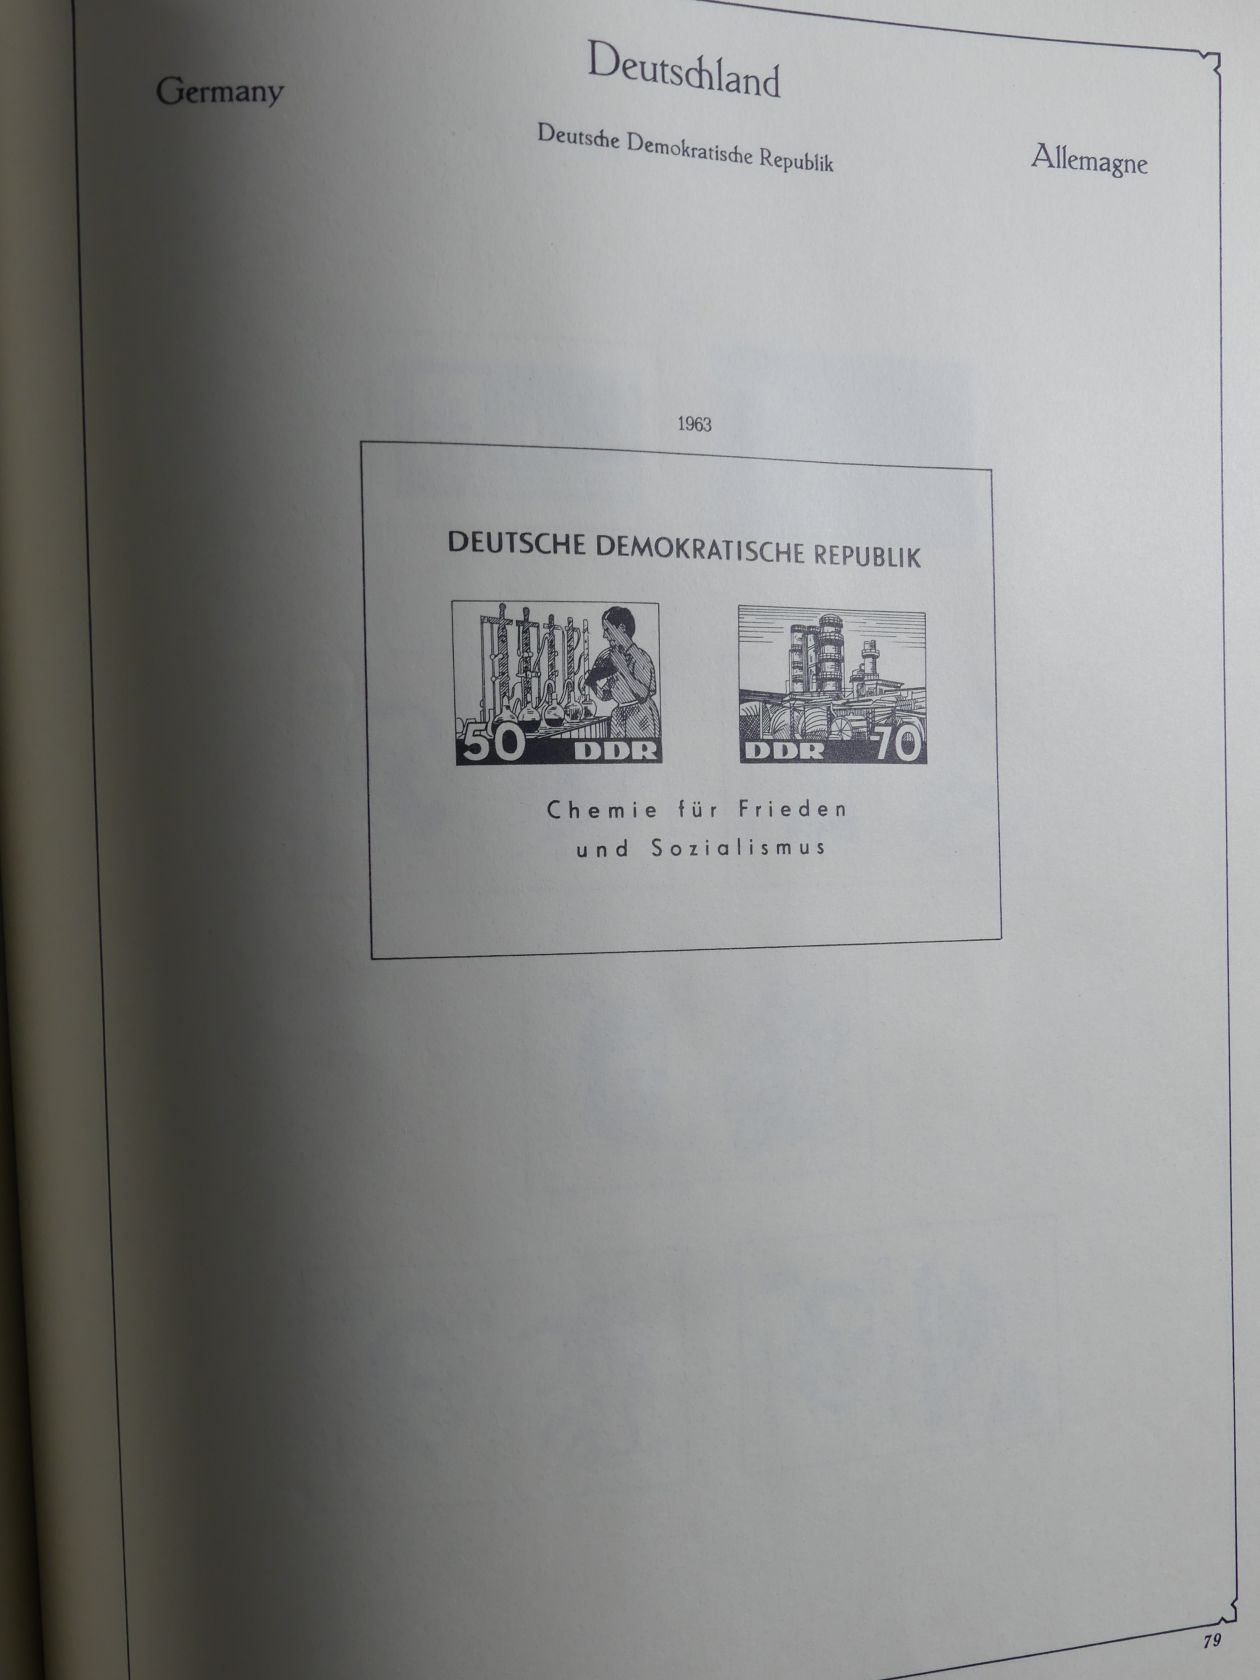 Germany
Deutschland
Deutsche Demokratische Republik
Allemagne
1963
DEUTSCHE DEMOKRATISCHE REPUBLIK
50 DDR
DDR 70
Chemie für Frieden
und Sozialismus
79